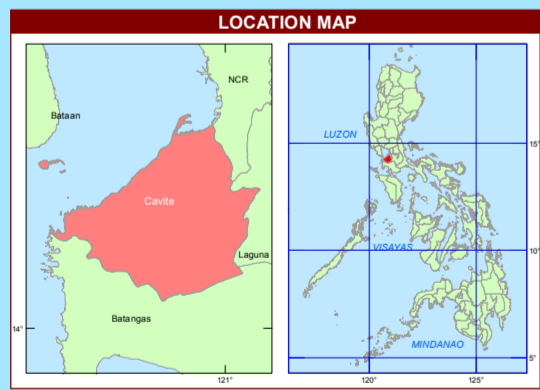 LOCATION MAP
NCR
Bataan
Cavite
Laguna
Batangas
14°
121°
LUZON
VISAYAS
MINDANAO
15°
10°
5°
120°
125°